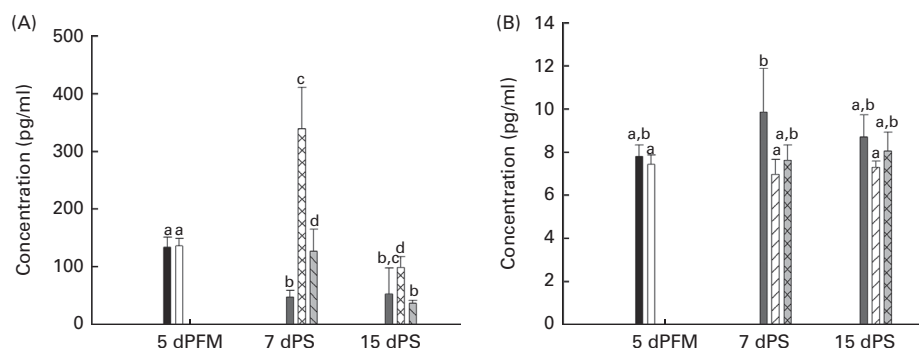 (A)
500
400
300
200
100
0
Concentration (pg/ml)
a a
b
c
d
b,c
d
b
5 dPFM 7 dPS 15 dPS
(B)
14
12
10
8
6
4
2
0
Concentration (pg/ml)
a,b
a
b
a
a,b
a,b
a
a,b
5 dPFM 7 dPS 15 dPS